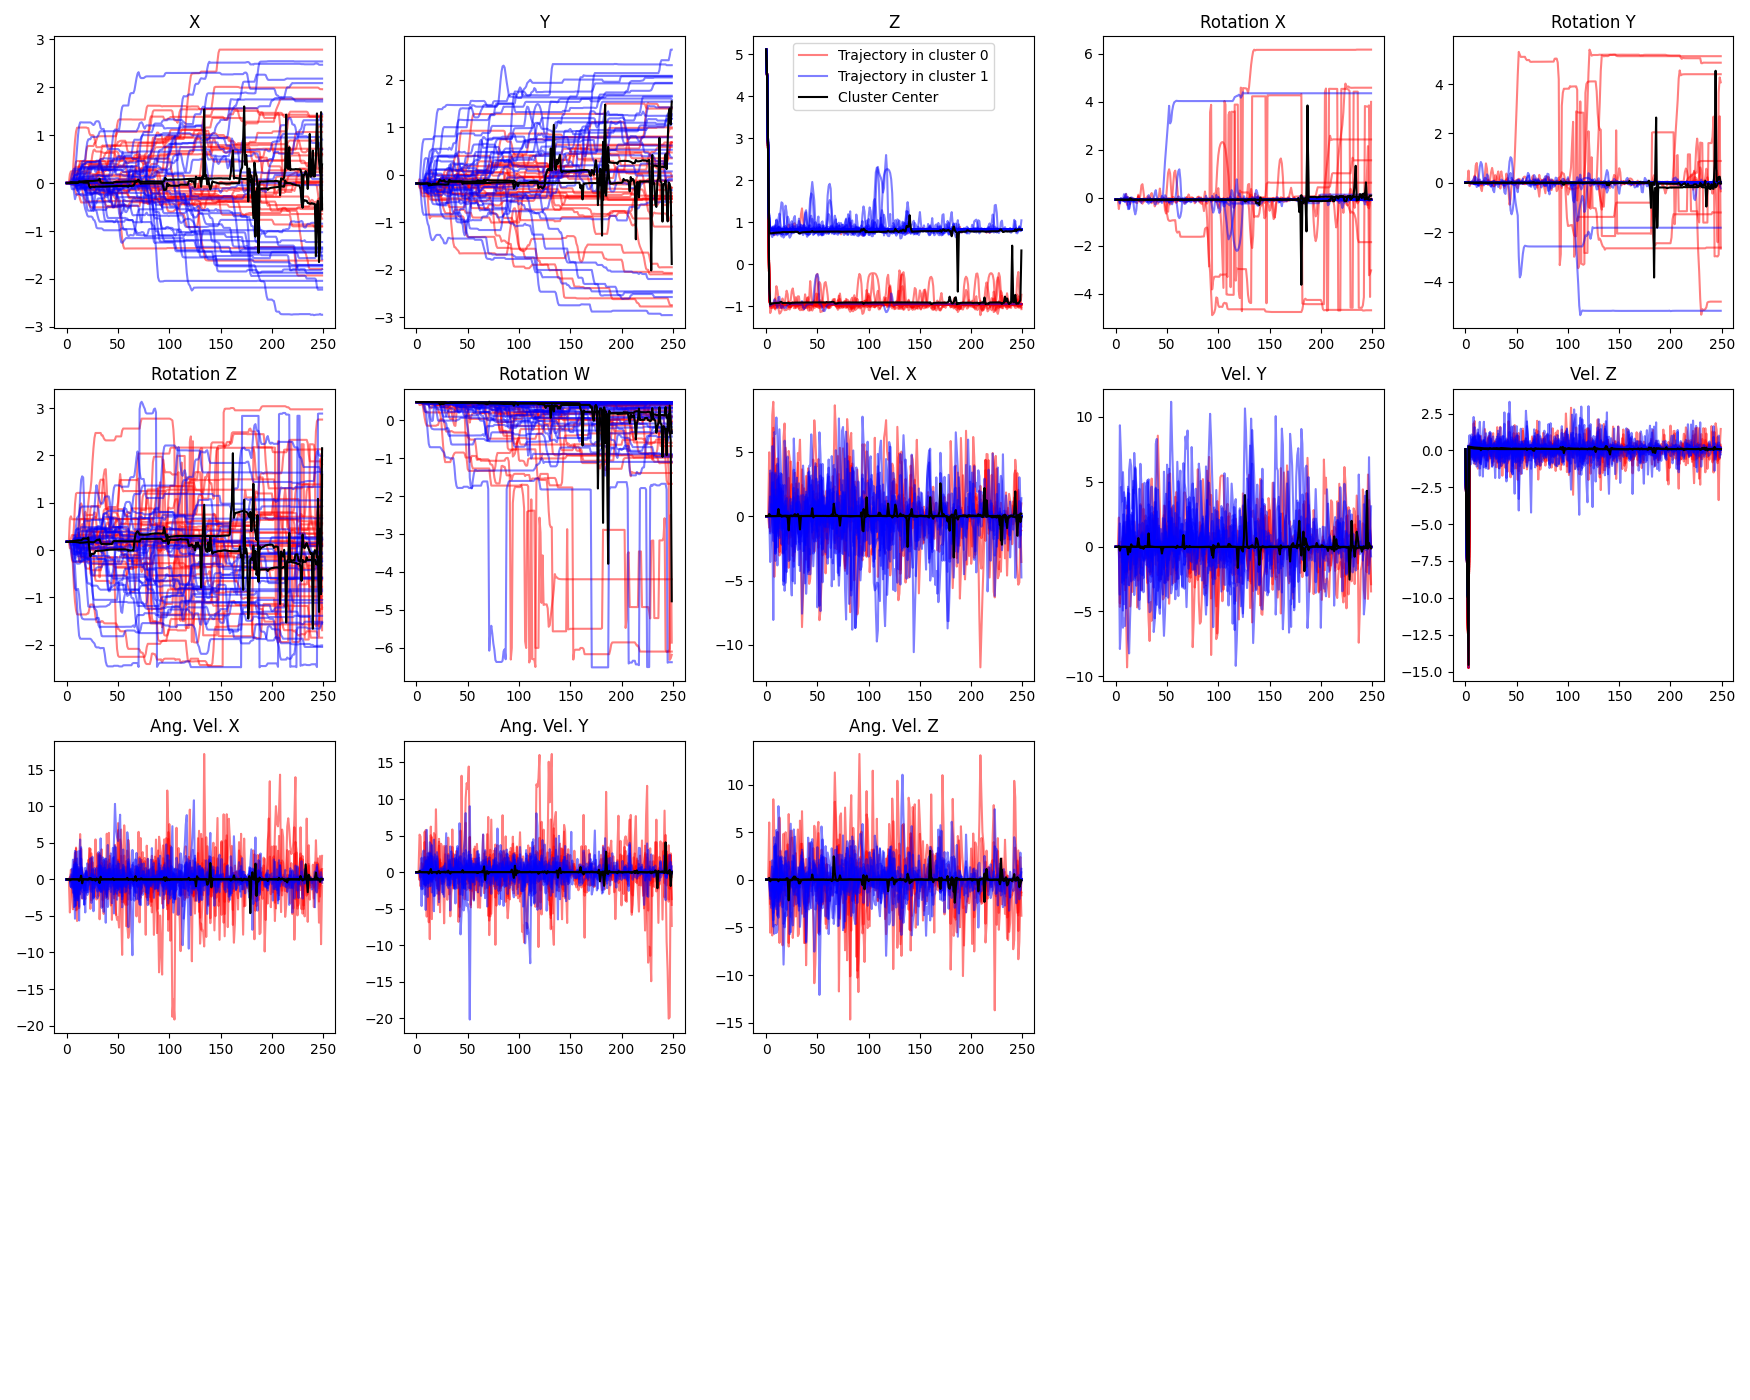 X
Y
Z
Rotation X
Rotation Y
3
2
1
0
−1
−2
−3
0 50 100 150 200 250
2
1
0
−1
−2
−3
0 50 100 150 200 250
5
4
3
2
1
0
−1
Trajectory in cluster 0
Trajectory in cluster 1
Cluster Center
0 50 100 150 200 250
6
4
2
0
−2
−4
0 50 100 150 200 250
4
2
0
−2
−4
0 50 100 150 200 250
Rotation Z
Rotation W
Vel. X
Vel. Y
Vel. Z
3
2
1
0
−1
−2
0 50 100 150 200 250
0
−1
−2
−3
−4
−5
−6
0 50 100 150 200 250
5
0
−5
−10
0 50 100 150 200 250
10
5
0
−5
−10
0 50 100 150 200 250
2.5
0.0
−2.5
−5.0
−7.5
−10.0
−12.5
−15.0
0 50 100 150 200 250
Ang. Vel. X
Ang. Vel. Y
Ang. Vel. Z
15
10
5
0
−5
−10
−15
−20
0 50 100 150 200 250
15
10
5
0
−5
−10
−15
−20
0 50 100 150 200 250
10
5
0
−5
−10
−15
0 50 100 150 200 250